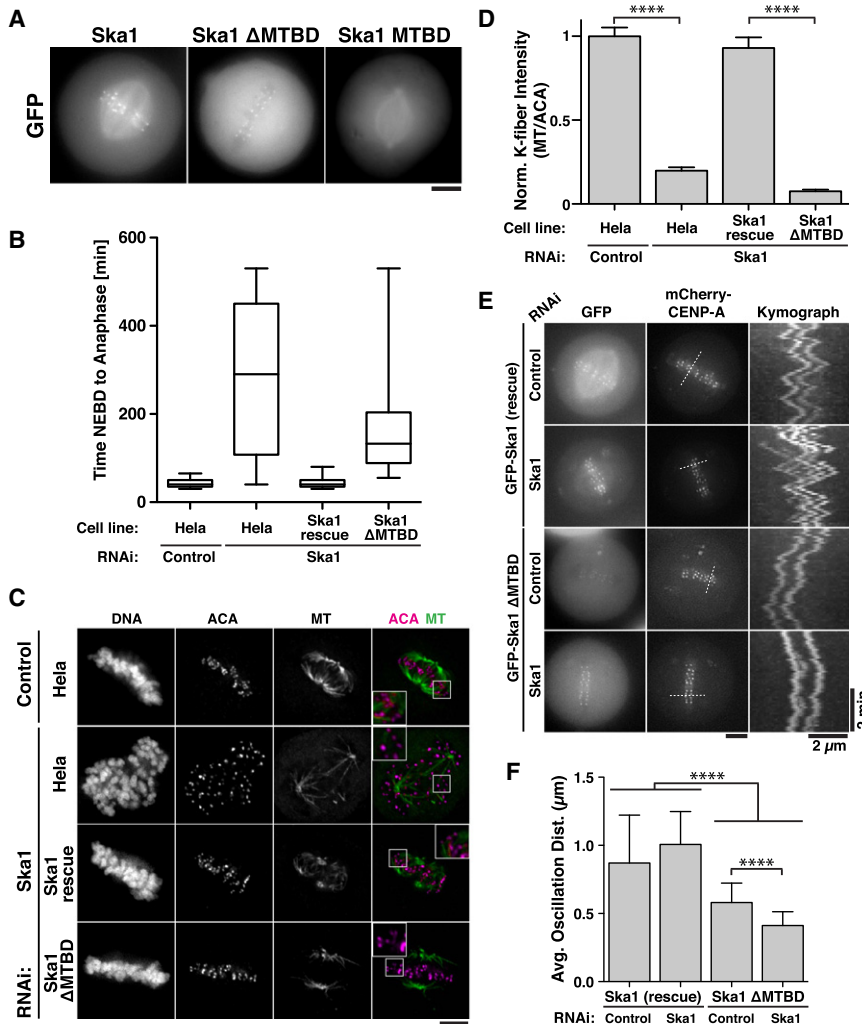 A
Ska1 Ska1 ΔMTBD Ska1 MTBD
GFP
B
Time NEBD to Anaphase [min]
600
400
200
0
Cell line: Hela Hela Ska1 rescue Ska1 ΔMTBD
RNAi: Control Ska1
C
DNA ACA MT ACA MT
Control Hela
Hela
Ska1 rescue
Ska1 ΔMTBD
RNAi: Ska1
D
Norm. K-fiber Intensity
(MT/ACA)
1
0.5
0
**** ****
Cell line: Hela Hela Ska1 rescue Ska1 ΔMTBD
RNAi: Control Ska1
E
RNAi GFP mCherry-CENP-A Kymograph
GFP-Ska1 (rescue)
Control
Ska1
GFP-Ska1 ΔMTBD
Control
Ska1
2 µm
F
Avg. Oscillation Dist. (µm)
1.5
1.0
0.5
0.0
****
****
Ska1 (rescue) Ska1 ΔMTBD
RNAi: Control Ska1 Control Ska1